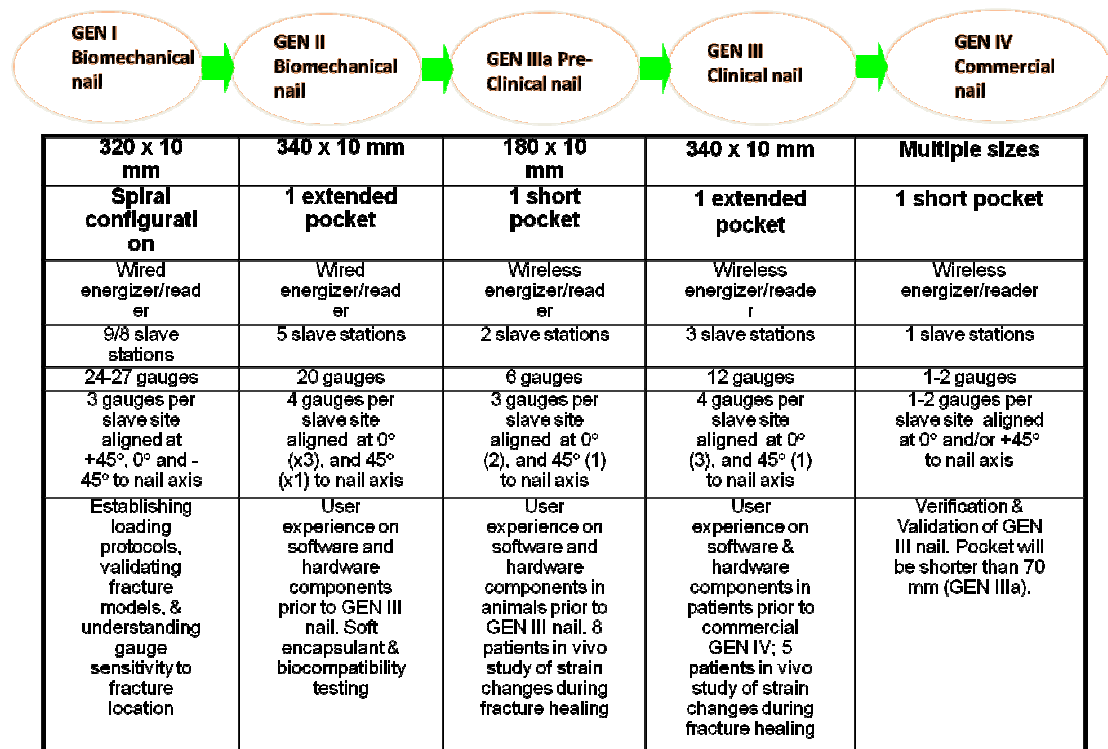 GEN I
Biomechanical
nail
GEN II
Biomechanical
nail
GEN IIIa Pre-
Clinical nail
GEN III
Clinical nail
GEN IV
Commercial
nail
320 x 10
mm
340 x 10 mm
180 x 10
mm
340 x 10 mm
Multiple sizes
Spiral
configurati
on
1 extended
pocket
1 short
pocket
1 extended
pocket
1 short pocket
Wired
energizer/read
er
Wired
energizer/read
er
Wireless
energizer/read
er
Wireless
energizer/reade
r
Wireless
energizer/reader
9/8 slave
stations
5 slave stations
2 slave stations
3 slave stations
1 slave stations
24-27 gauges
20 gauges
6 gauges
12 gauges
1-2 gauges
3 gauges per
slave site
aligned at
+45°, 0° and -
45° to nail axis
4 gauges per
slave site
aligned at 0°
(x3), and 45°
(x1) to nail axis
3 gauges per
slave site
aligned at 0°
(2), and 45° (1)
to nail axis
4 gauges per
slave site
aligned at 0°
(3), and 45° (1)
to nail axis
1-2 gauges per
slave site aligned
at 0° and/or +45°
to nail axis
Establishing
loading
protocols,
validating
fracture
models, &
understanding
gauge
sensitivity to
fracture
location
User
experience on
software and
hardware
components
prior to GEN III
nail. Soft
encapsulant &
biocompatibility
testing
User
experience on
software and
hardware
components in
animals prior to
GEN III nail. 8
patients in vivo
study of strain
changes during
fracture healing
User
experience on
software &
hardware
components in
patients prior to
commercial
GEN IV; 5
patients in vivo
study of strain
changes during
fracture healing
Verification &
Validation of GEN
III nail. Pocket will
be shorter than 70
mm (GEN IIIa).